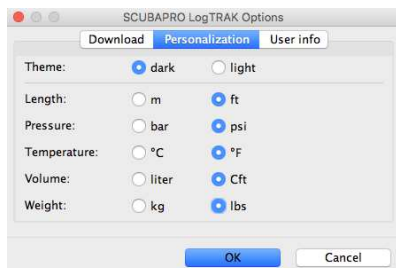 SCUBAPRO LogTRAK Options
Download Personalization User info
Theme: dark light
Length: m ft
Pressure: bar psi
Temperature: °C °F
Volume: liter Cft
Weight: kg lbs
OK Cancel